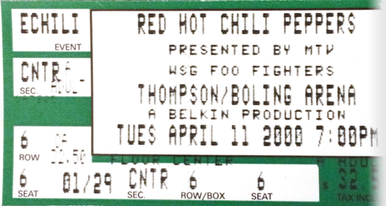 ECHILI
EVENT
RED HOT CHILI PEPPERS
PRESENTED BY MTV
WSG FOO FIGHTERS
CNTR
SEC.
THOMPSON/BOLING ARENA
A BELKIN PRODUCTION
TUES APRIL 11 2000 7:00PM
6
ROW
FLOOR CENTER
6 01/29 CNTR 6 6
SEAT SEC. ROW/BOX SEAT
TAX INC